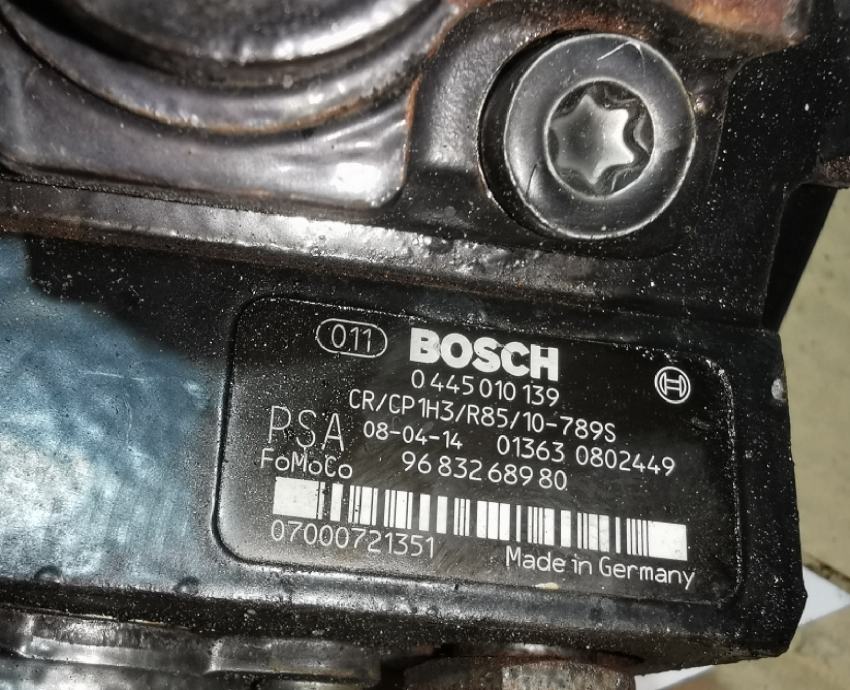 011 BOSCH
0 445 010 139
CR/CP1H3/R85/10-789S
PSA 08-04-14 01363 0802449
FoMoCo 96 832 689 80
07000721351 Made in Germany